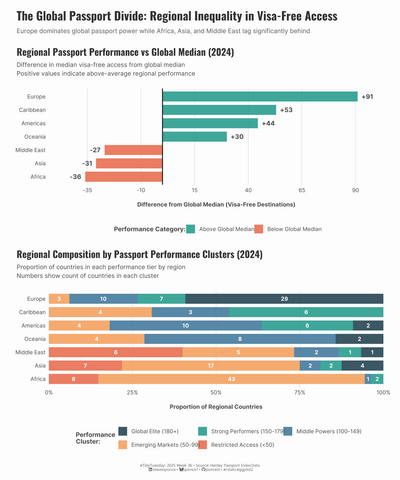 The Global Passport Divide: Regional Inequality in Visa-Free Access
Europe dominates global passport power while Africa, Asia, and Middle East lag significantly behind
Regional Passport Performance vs Global Median (2024)
Difference in median visa-free access from global median
Positive values indicate above-average regional performance
Europe +91
Caribbean +53
Americas +44
Oceania +30
Middle East -27
Asia -31
Africa -36
-35 -10 15 40 65 90
Difference from Global Median (Visa-Free Destinations)
Passport Performance Category: Above Global Median Below Global Median
Regional Composition by Passport Performance Clusters (2024)
Proportion of countries in each performance tier by region
Numbers show count of countries in each cluster
Europe 3 10 7 29
Caribbean 4 3 6
Americas 4 10 6 2
Oceania 4 8 2
Middle East 6 5 2 1 1
Asia 7 17 2 2 4
Africa 8 43 1 2
0% 25% 50% 75% 100%
Proportion of Regional Countries
Performance Cluster:
Global Elite (180+) Strong Performers (150-179) Middle Powers (100-149)
Emerging Markets (50-99) Restricted Access (<50)
#TidyTuesday: 2025 Week 36 • Source: Henley Passport Index Data